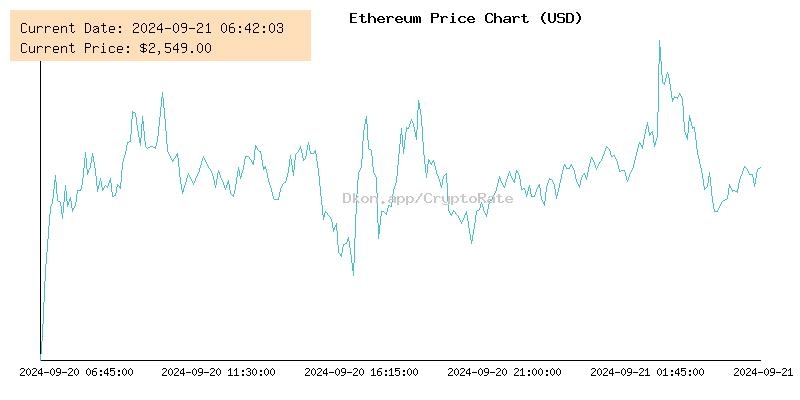 Ethereum Price Chart (USD)
Current Date: 2024-09-21 06:42:03
Current Price: $2,549.00
Dkon.app/CryptoRate
2024-09-20 06:45:00
2024-09-20 11:30:00
2024-09-20 16:15:00
2024-09-20 21:00:00
2024-09-21 01:45:00
2024-09-21